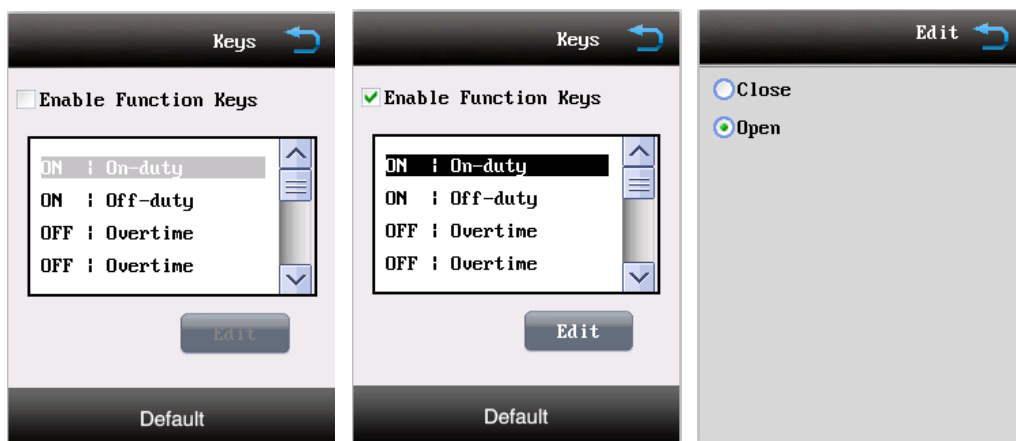 Keys
Enable Function Keys
ON ¦ On-duty
ON ¦ Off-duty
OFF ¦ Overtime
OFF ¦ Overtime
Edit
Default
Keys
Enable Function Keys
ON ¦ On-duty
ON ¦ Off-duty
OFF ¦ Overtime
OFF ¦ Overtime
Edit
Default
Edit
Close
Open